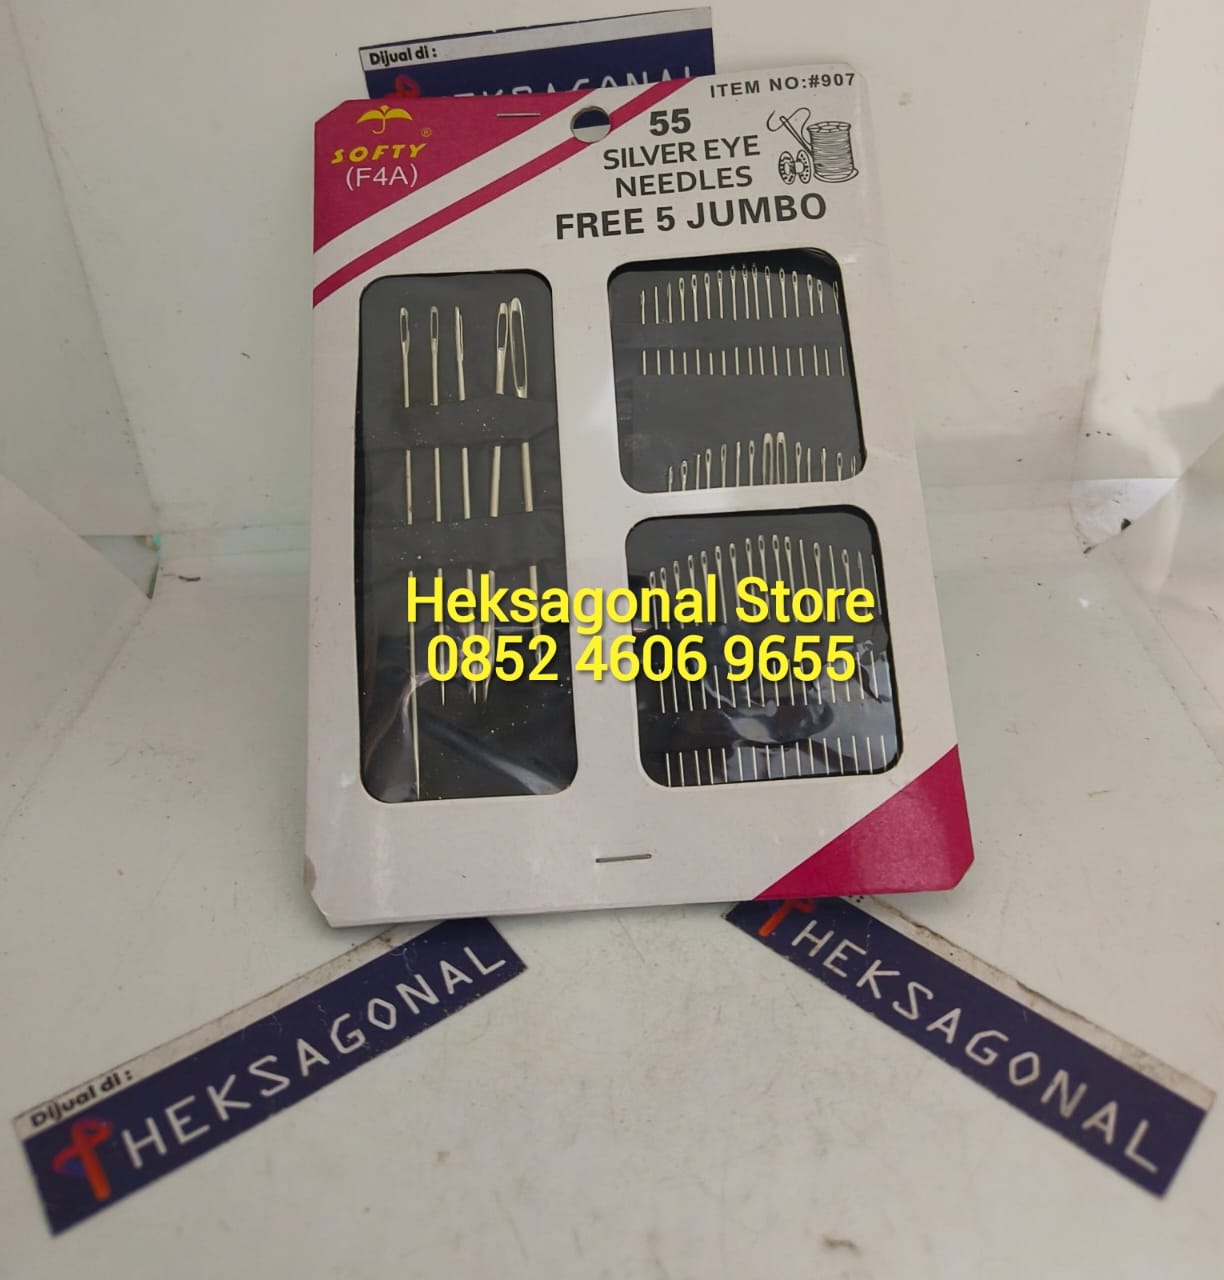 Dijual di :
HEKSAGONAL
ITEM NO:#907
SOFTY®
(F4A)
55
SILVER EYE
NEEDLES
FREE 5 JUMBO
Heksagonal Store
0852 4606 9655
Dijual di :
HEKSAGONAL
HEKSAGONAL